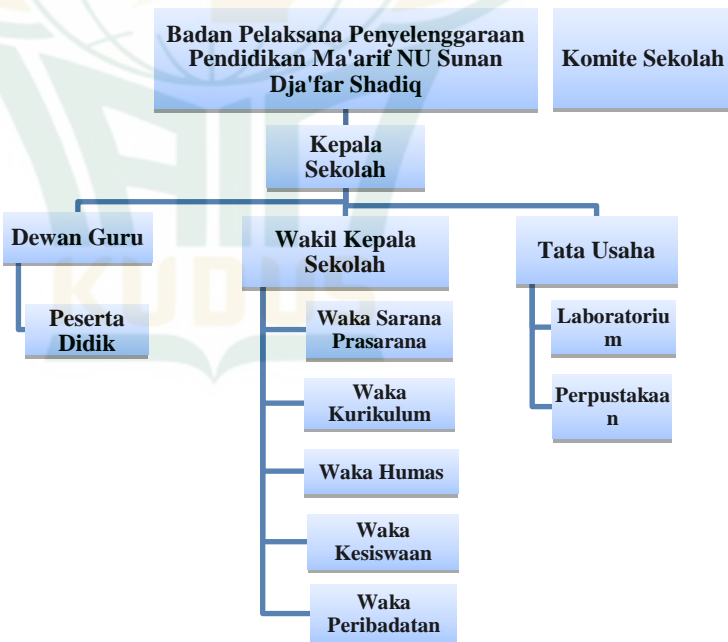 Badan Pelaksana Penyelenggaraan
Pendidikan Ma'arif NU Sunan
Dja'far Shadiq
Komite Sekolah
Kepala
Sekolah
Dewan Guru
Wakil Kepala
Sekolah
Tata Usaha
Peserta
Didik
Waka Sarana
Prasarana
Waka
Kurikulum
Waka Humas
Waka
Kesiswaan
Waka
Peribadatan
Laboratoriu
m
Perpustakaa
n
KUDUS